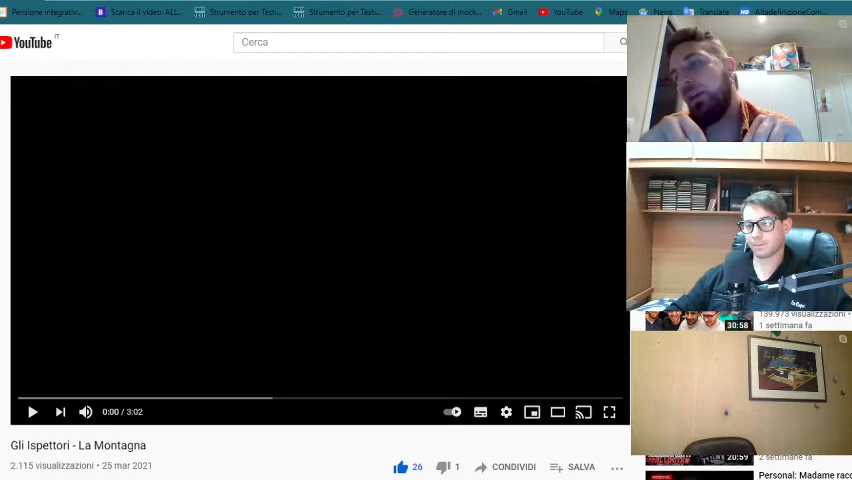 Pensione integrativ... Scarica il video: ALL... Strumento per Testi... Strumento per Testi... Generatore di mock... Gmail YouTube Maps News Translate AltadefinizioneCom...
YouTube IT
Cerca
0:00 / 3:02
Gli Ispettori - La Montagna
2.115 visualizzazioni • 25 mar 2021
26 1 CONDIVIDI SALVA
139.973 visualizzazioni
1 settimana fa
30:58
2 settimane fa
20:59
Personal: Madame racc